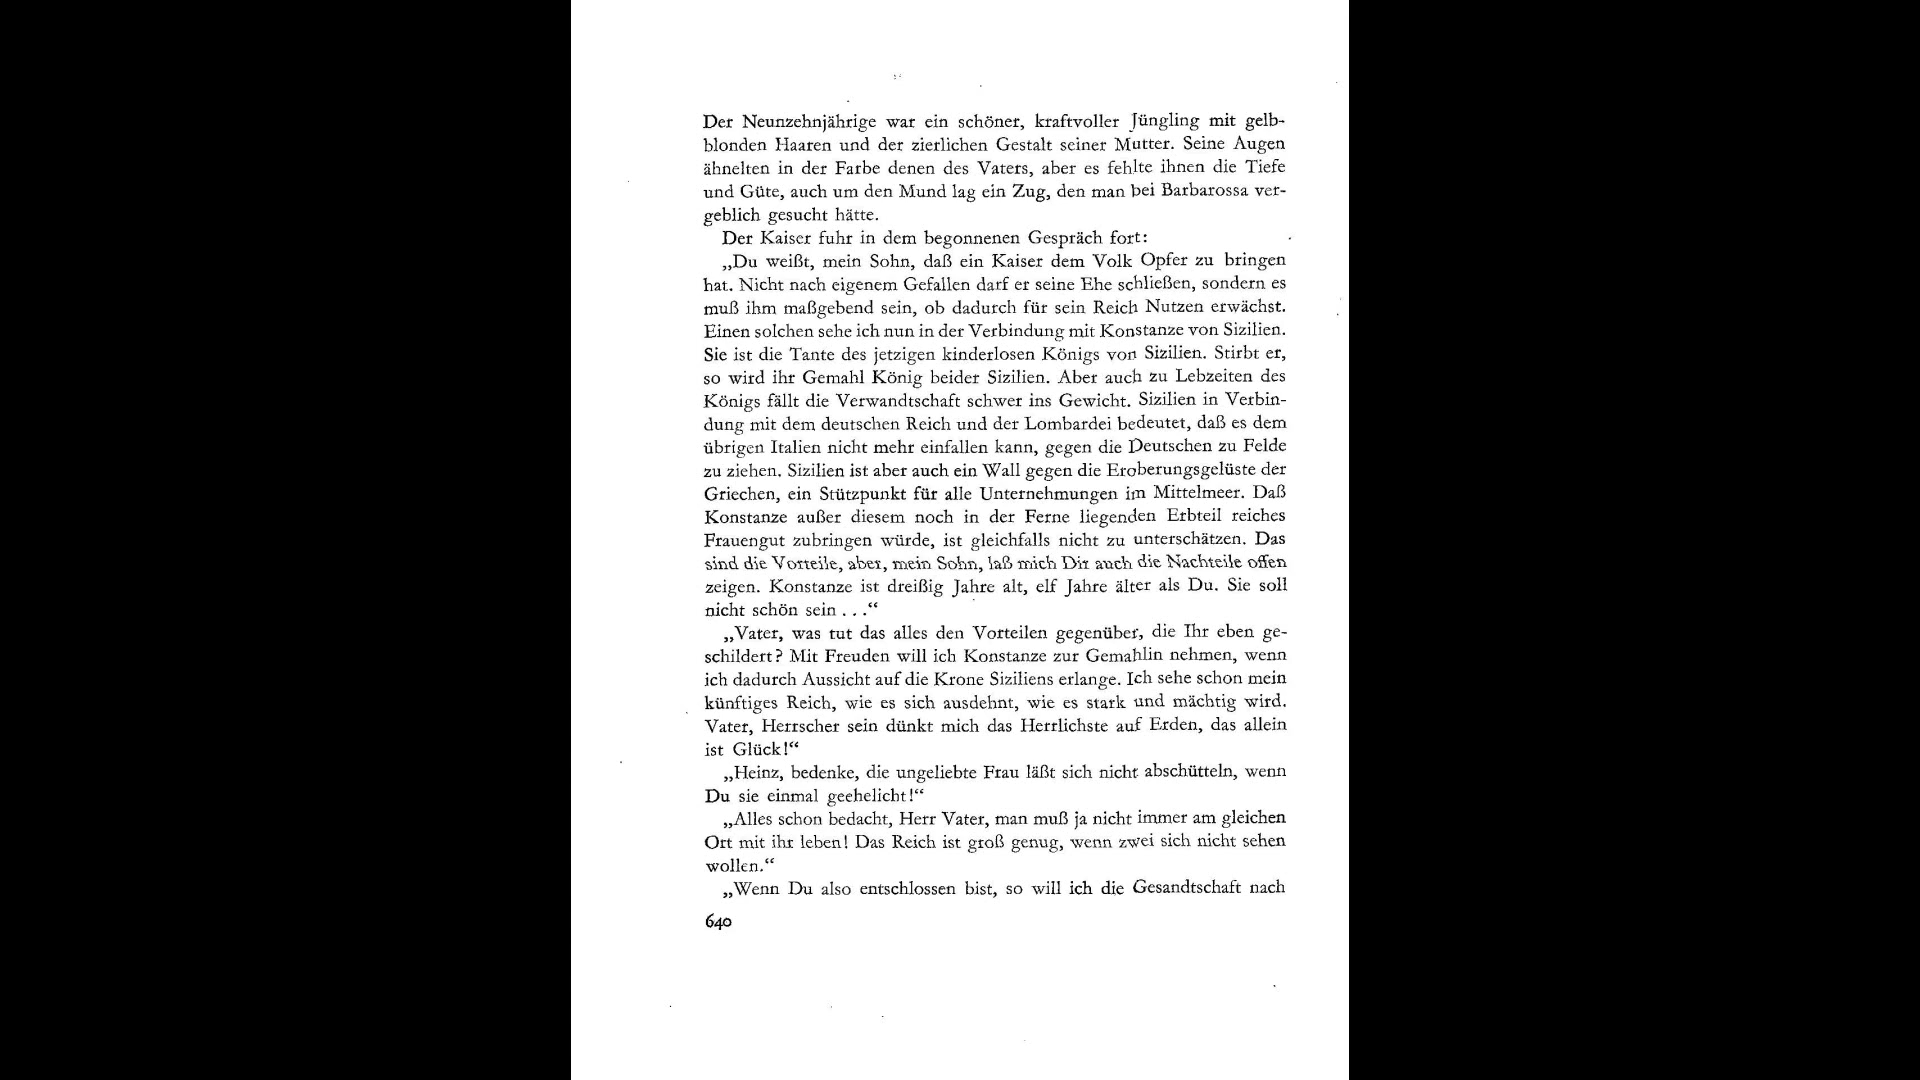 Der Neunzehnjährige war ein schöner, kraftvoller Jüngling mit gelb-
blonden Haaren und der zierlichen Gestalt seiner Mutter. Seine Augen
ähnelten in der Farbe denen des Vaters, aber es fehlte ihnen die Tiefe
und Güte, auch um den Mund lag ein Zug, den man bei Barbarossa ver-
geblich gesucht hätte.
Der Kaiser fuhr in dem begonnenen Gespräch fort:
„Du weißt, mein Sohn, daß ein Kaiser dem Volk Opfer zu bringen
hat. Nicht nach eigenem Gefallen darf er seine Ehe schließen, sondern es
muß ihm maßgebend sein, ob dadurch für sein Reich Nutzen erwächst.
Einen solchen sehe ich nun in der Verbindung mit Konstanze von Sizilien.
Sie ist die Tante des jetzigen kinderlosen Königs von Sizilien. Stirbt er,
so wird ihr Gemahl König beider Sizilien. Aber auch zu Lebzeiten des
Königs fällt die Verwandtschaft schwer ins Gewicht. Sizilien in Verbin-
dung mit dem deutschen Reich und der Lombardei bedeutet, daß es dem
übrigen Italien nicht mehr einfallen kann, gegen die Deutschen zu Felde
zu ziehen. Sizilien ist aber auch ein Wall gegen die Eroberungsgelüste der
Griechen, ein Stützpunkt für alle Unternehmungen im Mittelmeer. Daß
Konstanze außer diesem noch in der Ferne liegenden Erbteil reiches
Frauengut zubringen würde, ist gleichfalls nicht zu unterschätzen. Das
sind die Vorteile, aber, mein Sohn, laß mich Dir auch die Nachteile offen
zeigen. Konstanze ist dreißig Jahre alt, elf Jahre älter als Du. Sie soll
nicht schön sein . . .“
„Vater, was tut das alles den Vorteilen gegenüber, die Ihr eben ge-
schildert? Mit Freuden will ich Konstanze zur Gemahlin nehmen, wenn
ich dadurch Aussicht auf die Krone Siziliens erlange. Ich sehe schon mein
künftiges Reich, wie es sich ausdehnt, wie es stark und mächtig wird.
Vater, Herrscher sein dünkt mich das Herrlichste auf Erden, das allein
ist Glück!“
„Heinz, bedenke, die ungeliebte Frau läßt sich nicht abschütteln, wenn
Du sie einmal geehelicht!“
„Alles schon bedacht, Herr Vater, man muß ja nicht immer am gleichen
Ort mit ihr leben! Das Reich ist groß genug, wenn zwei sich nicht sehen
wollen.“
„Wenn Du also entschlossen bist, so will ich die Gesandtschaft nach
640